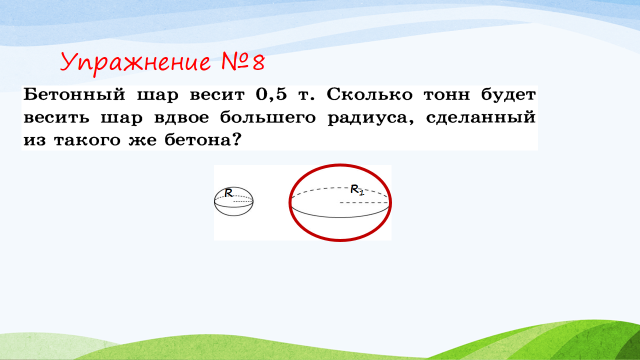 Упражнение №8
Бетонный шар весит 0,5 т. Сколько тонн будет
весить шар вдвое большего радиуса, сделанный
из такого же бетона?
R R₂